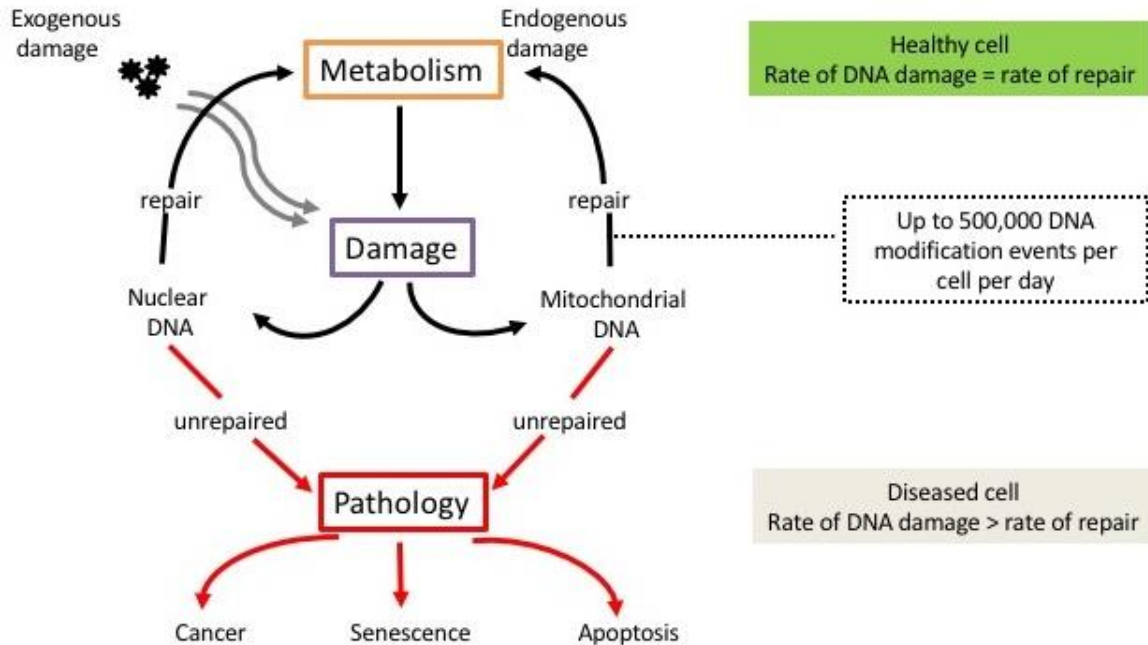 Exogenous
damage
Endogenous
damage
Metabolism
Healthy cell
Rate of DNA damage = rate of repair
repair
repair
Damage
Up to 500,000 DNA
modification events per
cell per day
Nuclear
DNA
Mitochondrial
DNA
unrepaired
unrepaired
Pathology
Diseased cell
Rate of DNA damage > rate of repair
Cancer
Senescence
Apoptosis